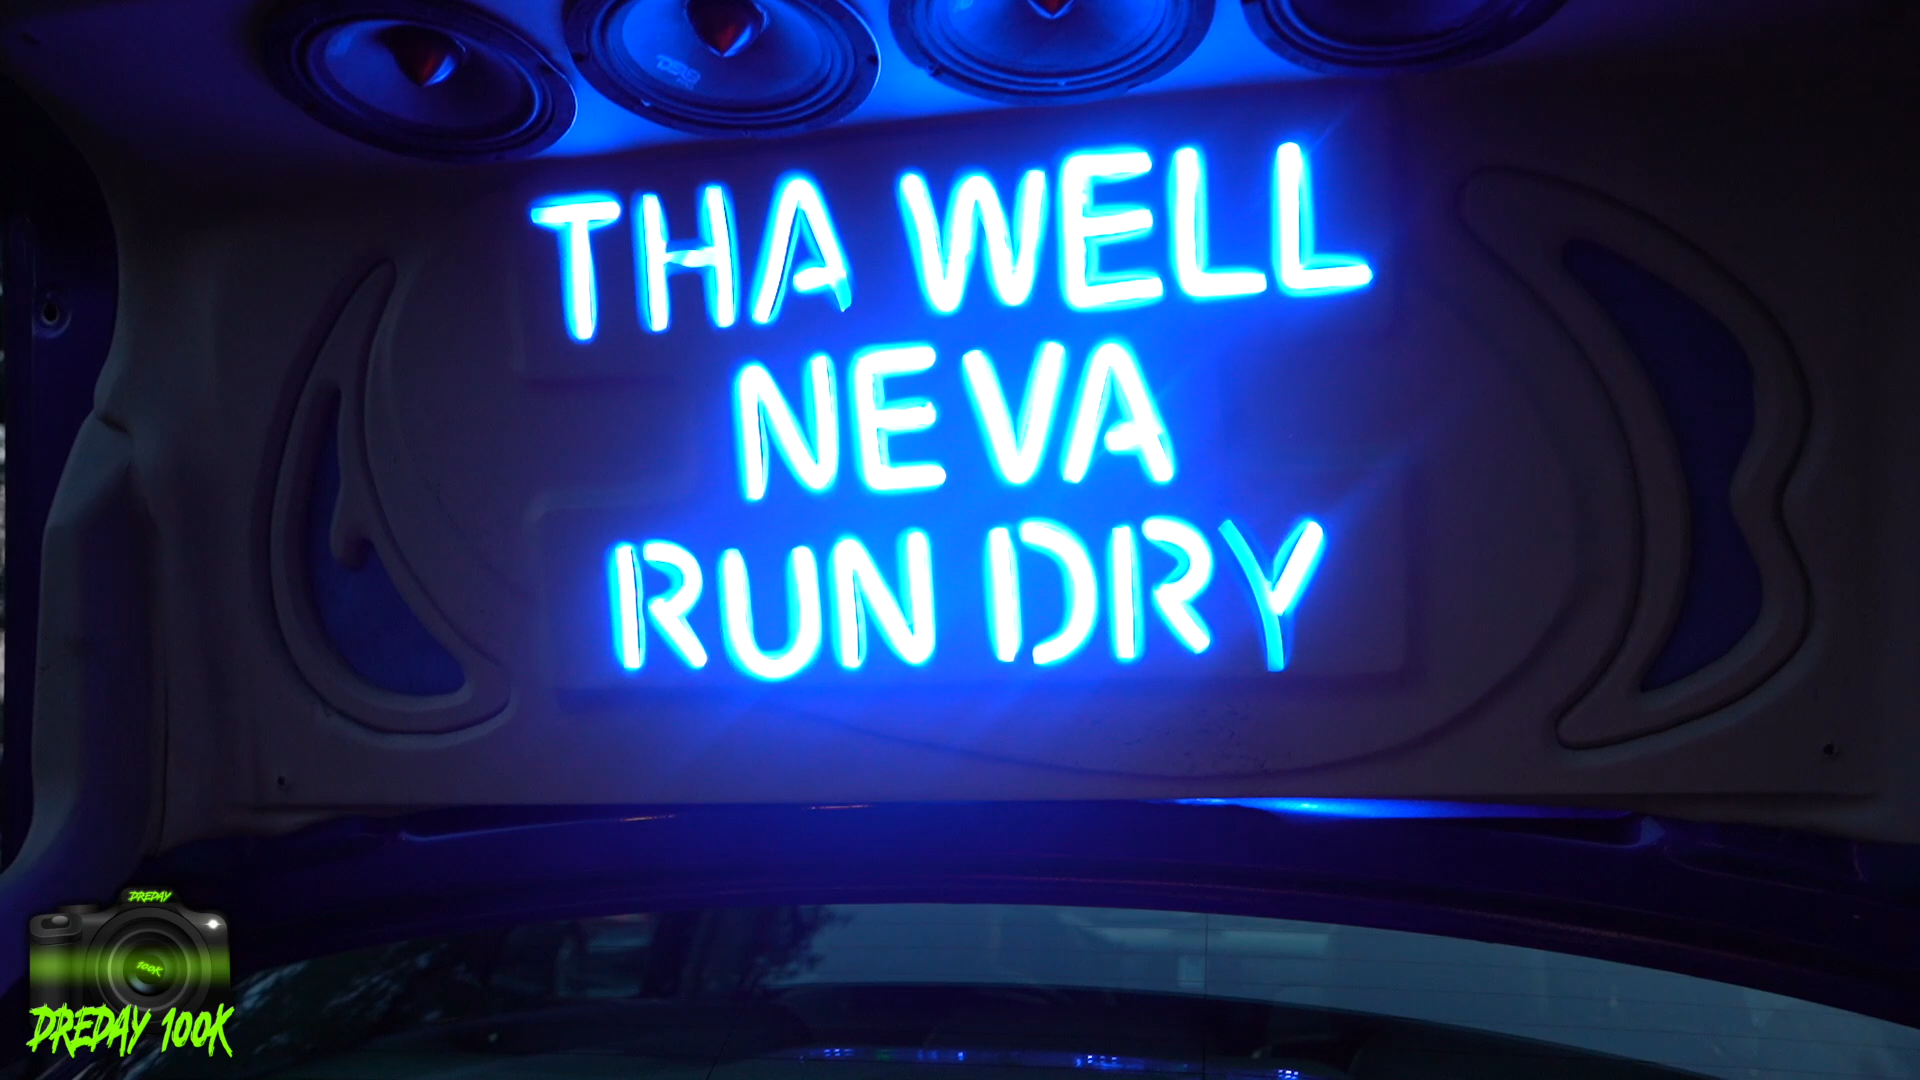 THA WELL
NEVA
RUN DRY
DREDAY
100K
DREDAY 100K